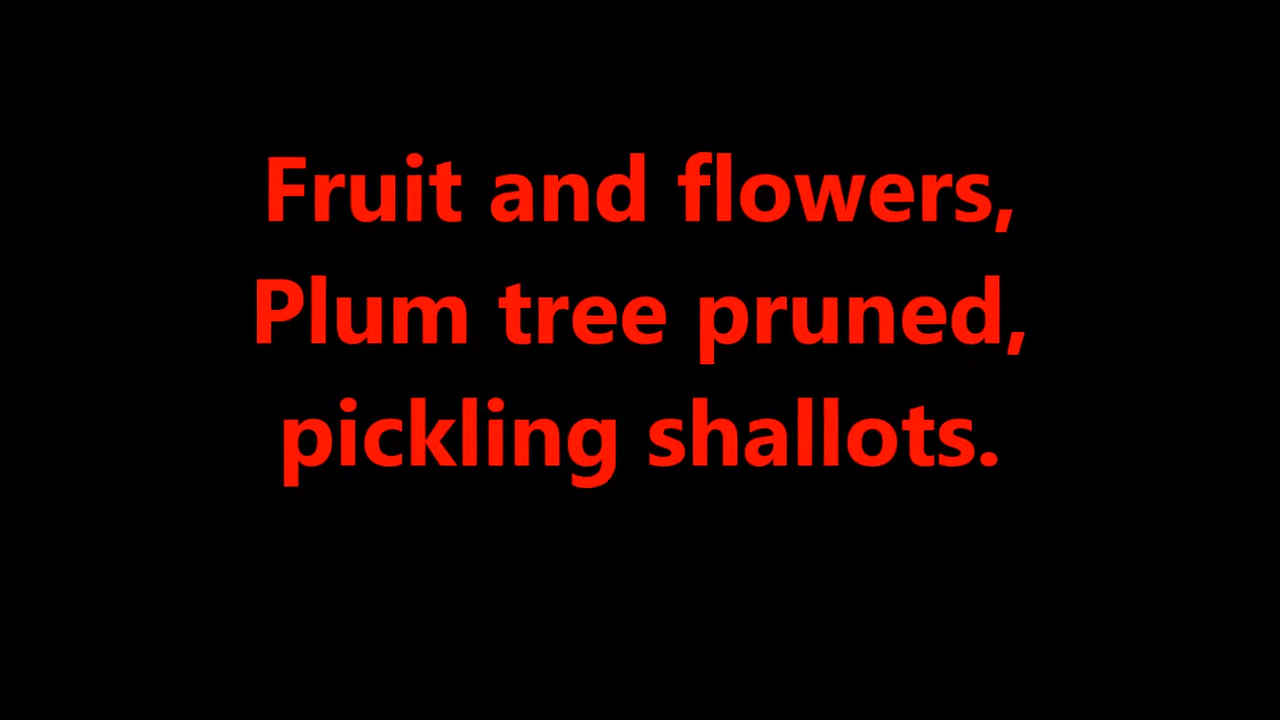 Fruit and flowers,
Plum tree pruned,
pickling shallots.